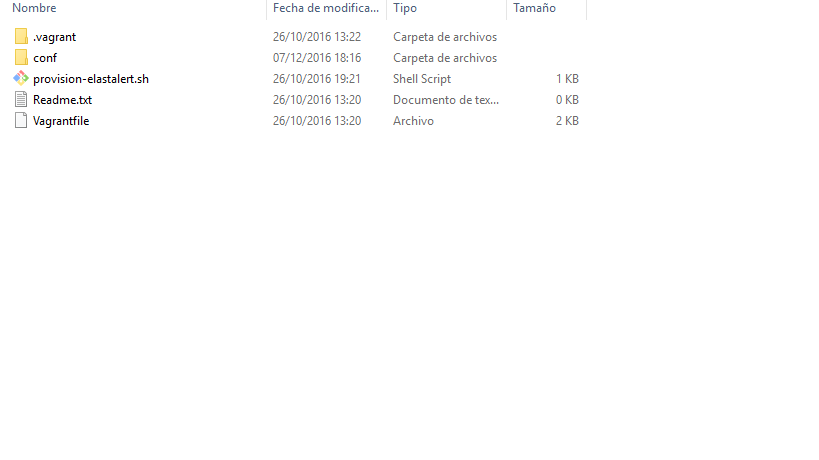 Nombre Fecha de modifica... Tipo Tamaño
.vagrant 26/10/2016 13:22 Carpeta de archivos
conf 07/12/2016 18:16 Carpeta de archivos
provision-elastalert.sh 26/10/2016 19:21 Shell Script 1 KB
Readme.txt 26/10/2016 13:20 Documento de tex... 0 KB
Vagrantfile 26/10/2016 13:20 Archivo 2 KB